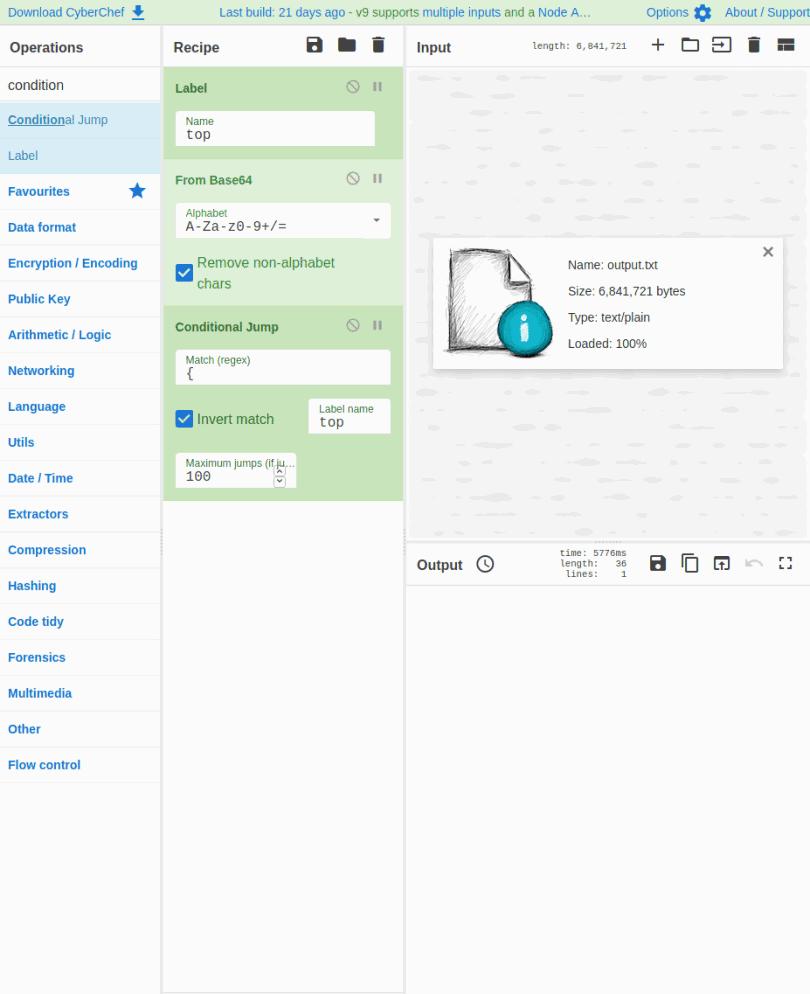 Download CyberChef
Last build: 21 days ago - v9 supports multiple inputs and a Node A...
Options
About / Support
Operations
condition
Conditional Jump
Label
Favourites
Data format
Encryption / Encoding
Public Key
Arithmetic / Logic
Networking
Language
Utils
Date / Time
Extractors
Compression
Hashing
Code tidy
Forensics
Multimedia
Other
Flow control
Recipe
Label
Name
top
From Base64
Alphabet
A-Za-z0-9+/=
Remove non-alphabet
chars
Conditional Jump
Match (regex)
{
Invert match
Label name
top
Maximum jumps (if ju...
100
Input
length: 6,841,721
Name: output.txt
Size: 6,841,721 bytes
Type: text/plain
Loaded: 100%
Output
time: 5776ms
length: 36
lines: 1